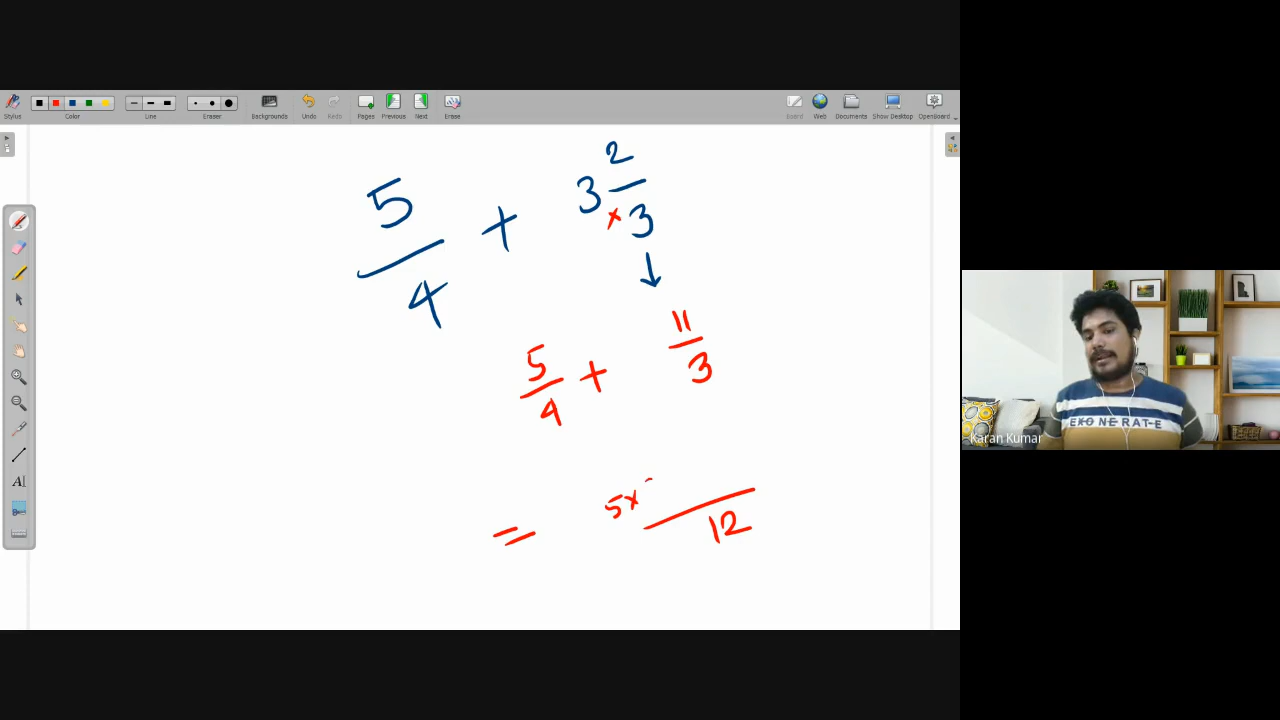 Stylus Color Line Eraser Backgrounds Undo Redo Pages Previous Next Erase Board Web Documents Show Desktop OpenBoard
5/4 + 3 2/3
×
↓
5/4 + 11/3
= 5×/12
EXONERATE
Karan Kumar